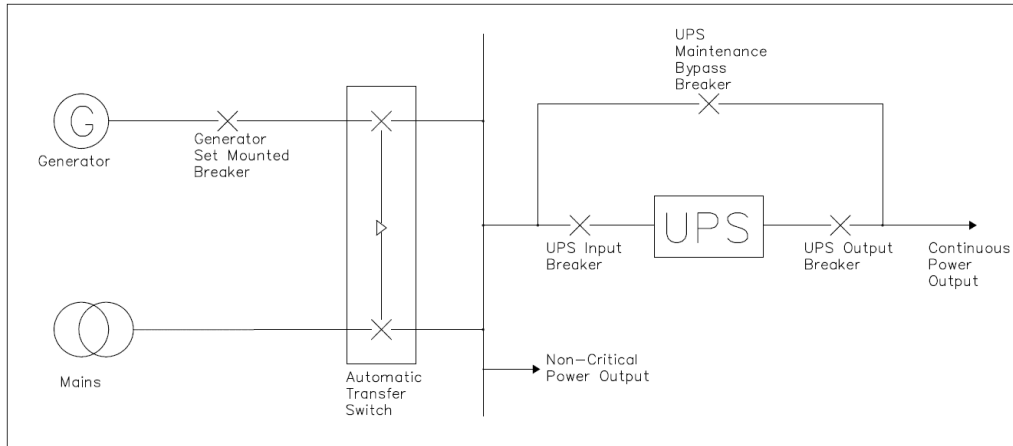 UPS
Maintenance
Bypass
Breaker
G
Generator
Generator
Set Mounted
Breaker
UPS
UPS Input
Breaker
UPS Output
Breaker
Continuous
Power
Output
Mains
Automatic
Transfer
Switch
Non-Critical
Power Output